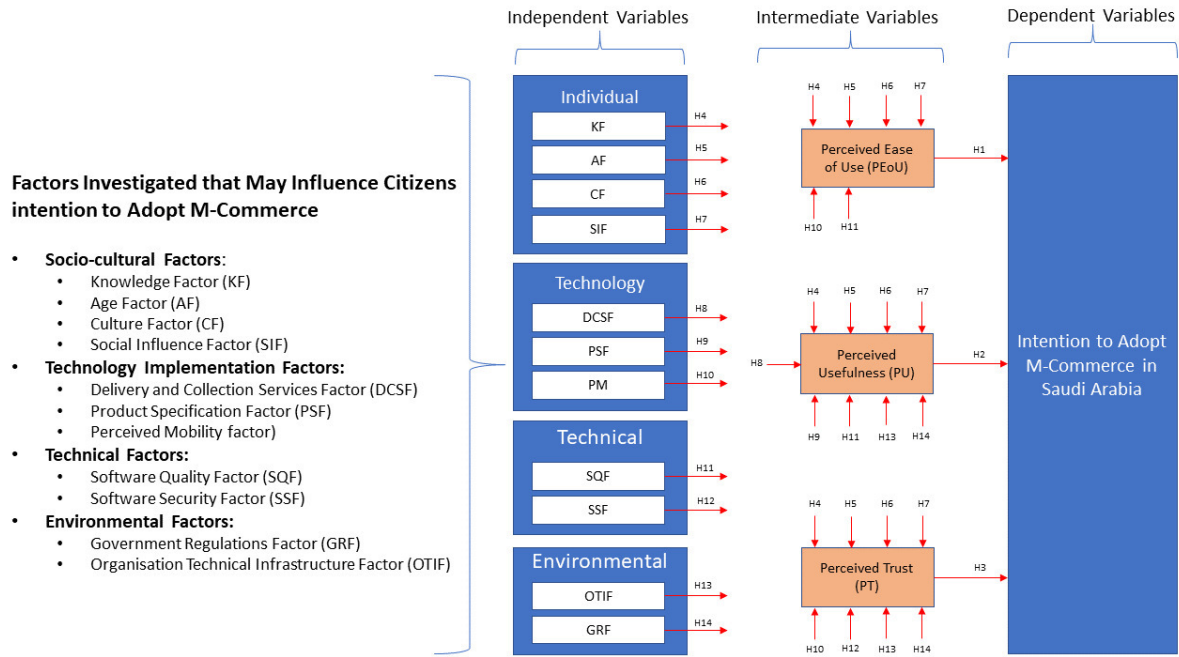 Independent Variables
Intermediate Variables
Dependent Variables
Factors Investigated that May Influence Citizens
intention to Adopt M-Commerce
• Socio-cultural Factors:
• Knowledge Factor (KF)
• Age Factor (AF)
• Culture Factor (CF)
• Social Influence Factor (SIF)
• Technology Implementation Factors:
• Delivery and Collection Services Factor (DCSF)
• Product Specification Factor (PSF)
• Perceived Mobility factor)
• Technical Factors:
• Software Quality Factor (SQF)
• Software Security Factor (SSF)
• Environmental Factors:
• Government Regulations Factor (GRF)
• Organisation Technical Infrastructure Factor (OTIF)
Individual
KF
H4
AF
H5
CF
H6
SIF
H7
Technology
DCSF
H8
PSF
H9
PM
H10
Technical
SQF
H11
SSF
H12
Environmental
OTIF
H13
GRF
H14
H4 H5 H6 H7
Perceived Ease
of Use (PEoU)
H1
H10 H11
H4 H5 H6 H7
H8
Perceived
Usefulness (PU)
H2
H9 H11 H13 H14
H4 H5 H6 H7
Perceived Trust
(PT)
H3
H10 H12 H13 H14
Intention to Adopt
M-Commerce in
Saudi Arabia